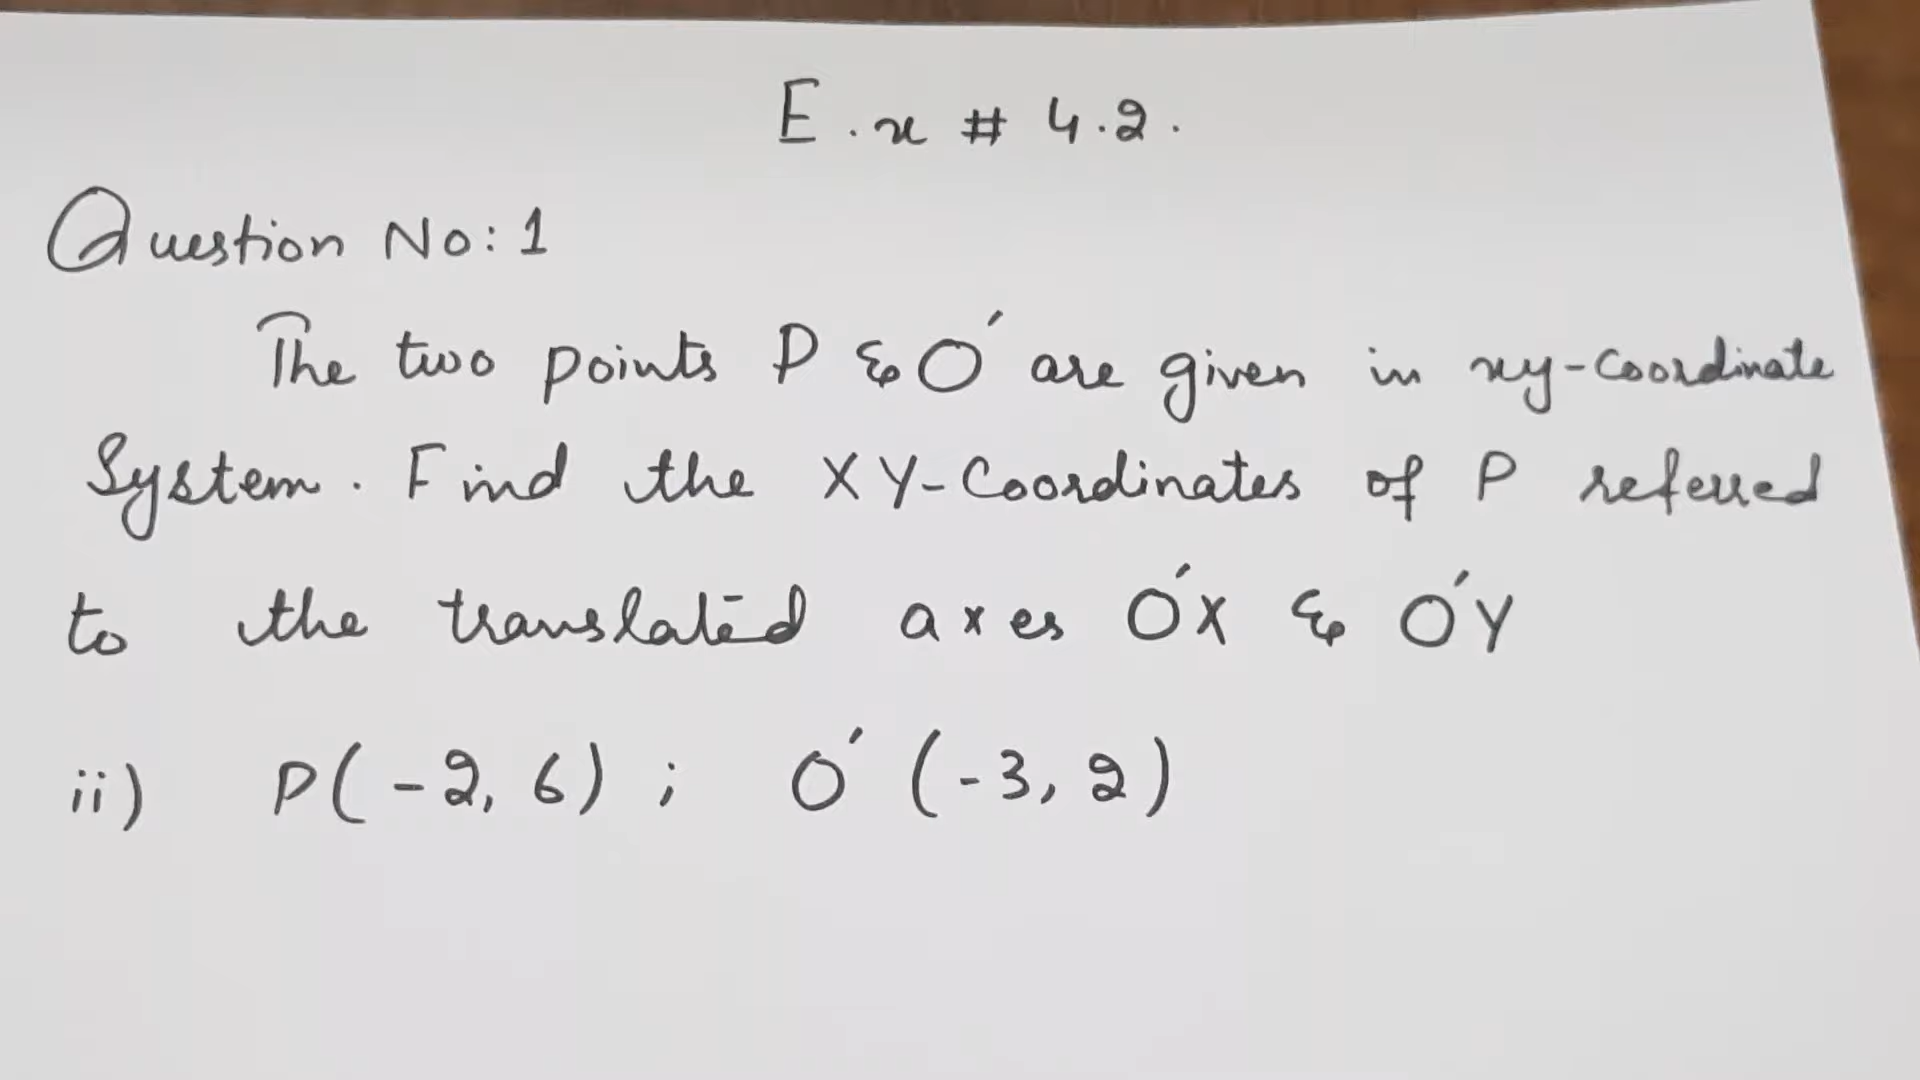 E.x # 4.2.
Question No: 1
The two points P & O' are given in xy-coordinate
System. Find the XY-Coordinates of P refered
to the translated axes O'X & O'Y
ii) P(-2, 6) ; O' (-3, 2)